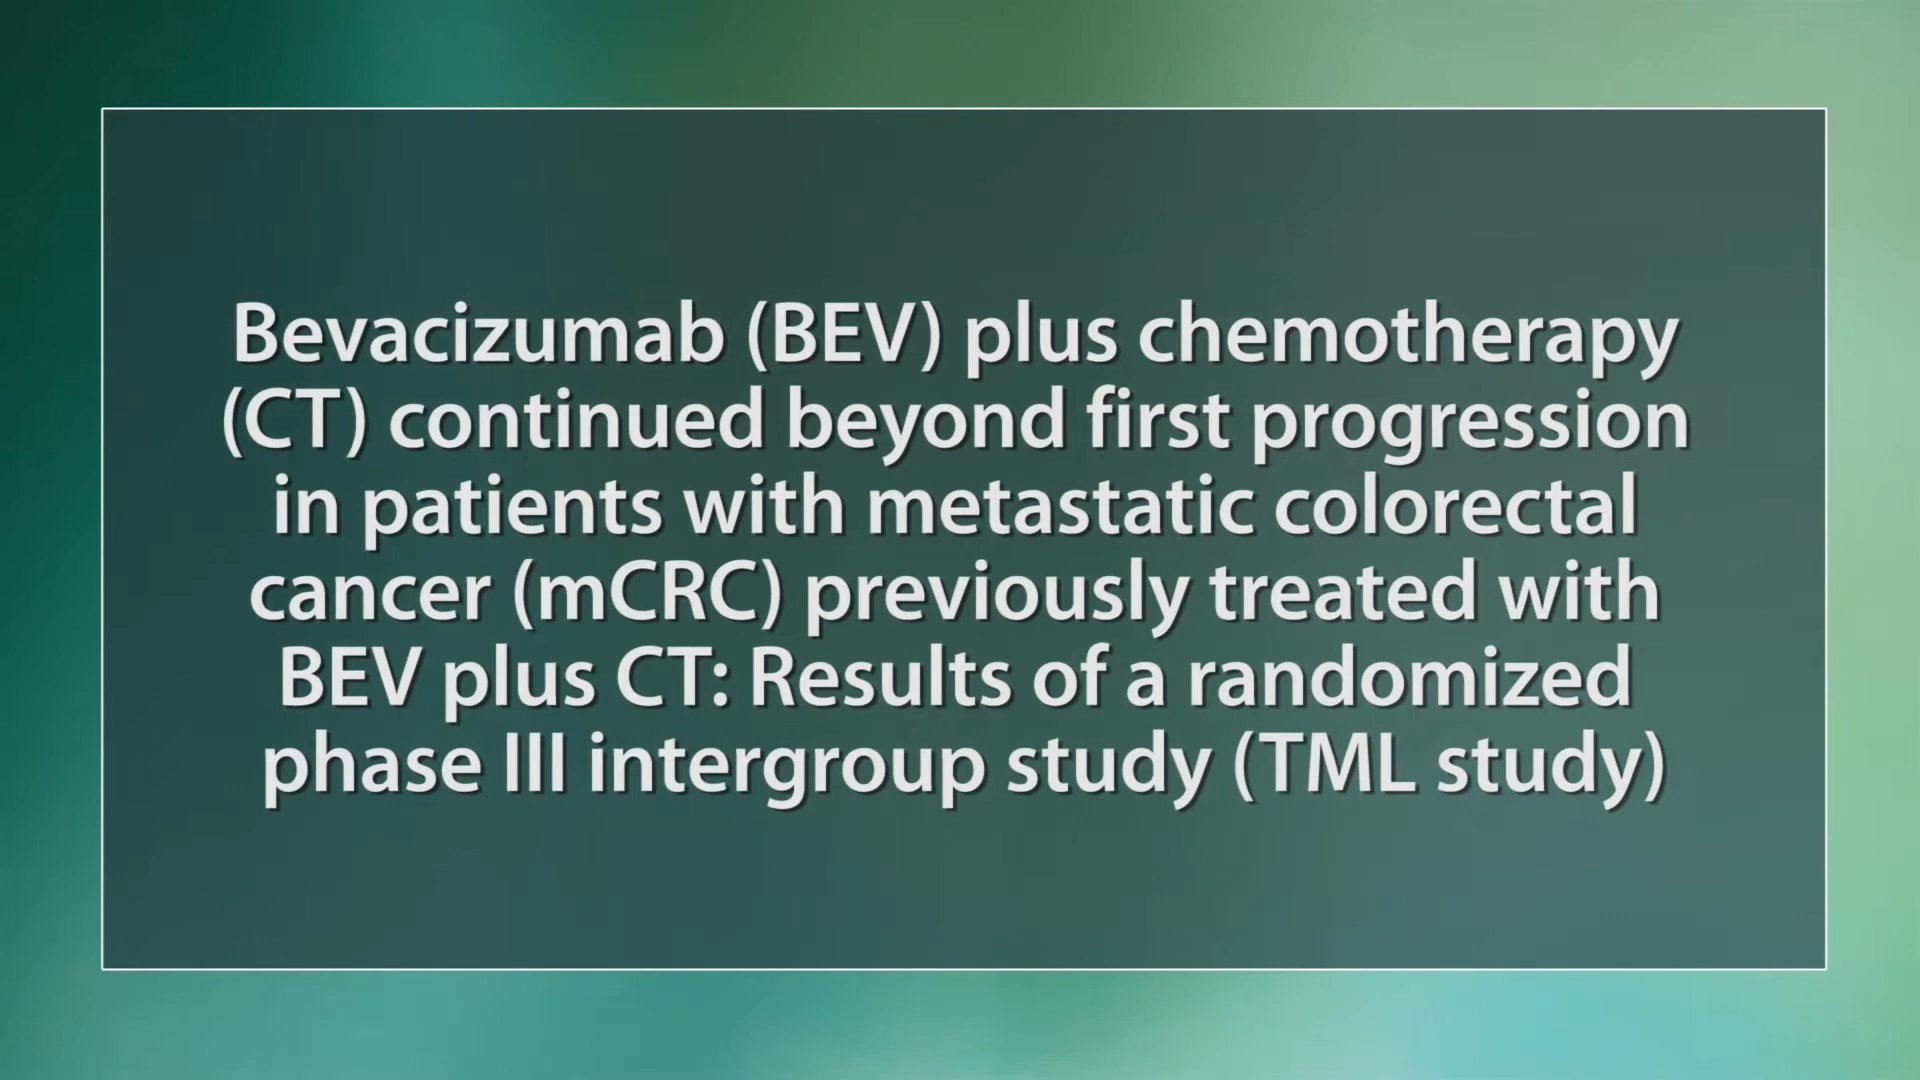 Bevacizumab (BEV) plus chemotherapy
(CT) continued beyond first progression
in patients with metastatic colorectal
cancer (mCRC) previously treated with
BEV plus CT: Results of a randomized
phase III intergroup study (TML study)